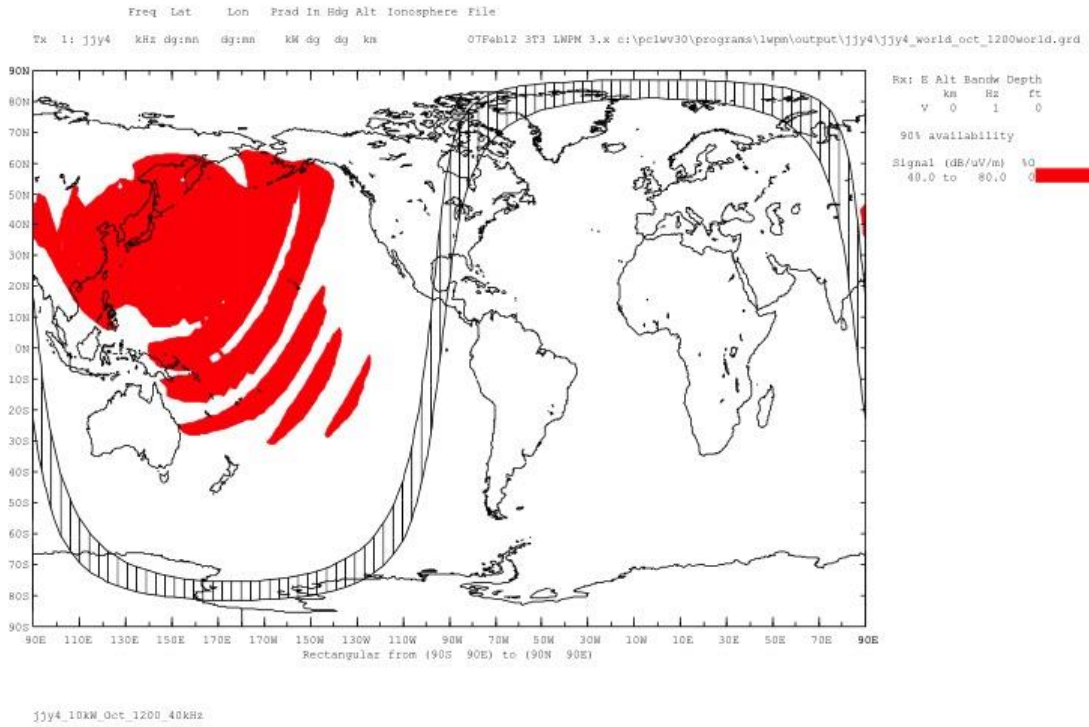 Freq Lat Lon Prad In Hdg Alt Ionosphere File
Tx 1: jjy4 kHz dg:mn dg:mn kW dg dg km 07Feb12 3T3 LWPM 3.x c:\pclwv30\programs\lwpm\output\jjy4\jjy4_world_oct_1200world.grd
Rx: E Alt Bandw Depth
km Hz ft
V 0 1 0
90% availability
Signal (dB/uV/m) %O
40.0 to 80.0 0
90N
80N
70N
60N
50N
40N
30N
20N
10N
0N
10S
20S
30S
40S
50S
60S
70S
80S
90S
90E 110E 130E 150E 170E 170W 150W 130W 110W 90W 70W 50W 30W 10W 10E 30E 50E 70E 90E
Rectangular from (90S 90E) to (90N 90E)
jjy4_10kW_Oct_1200_40kHz